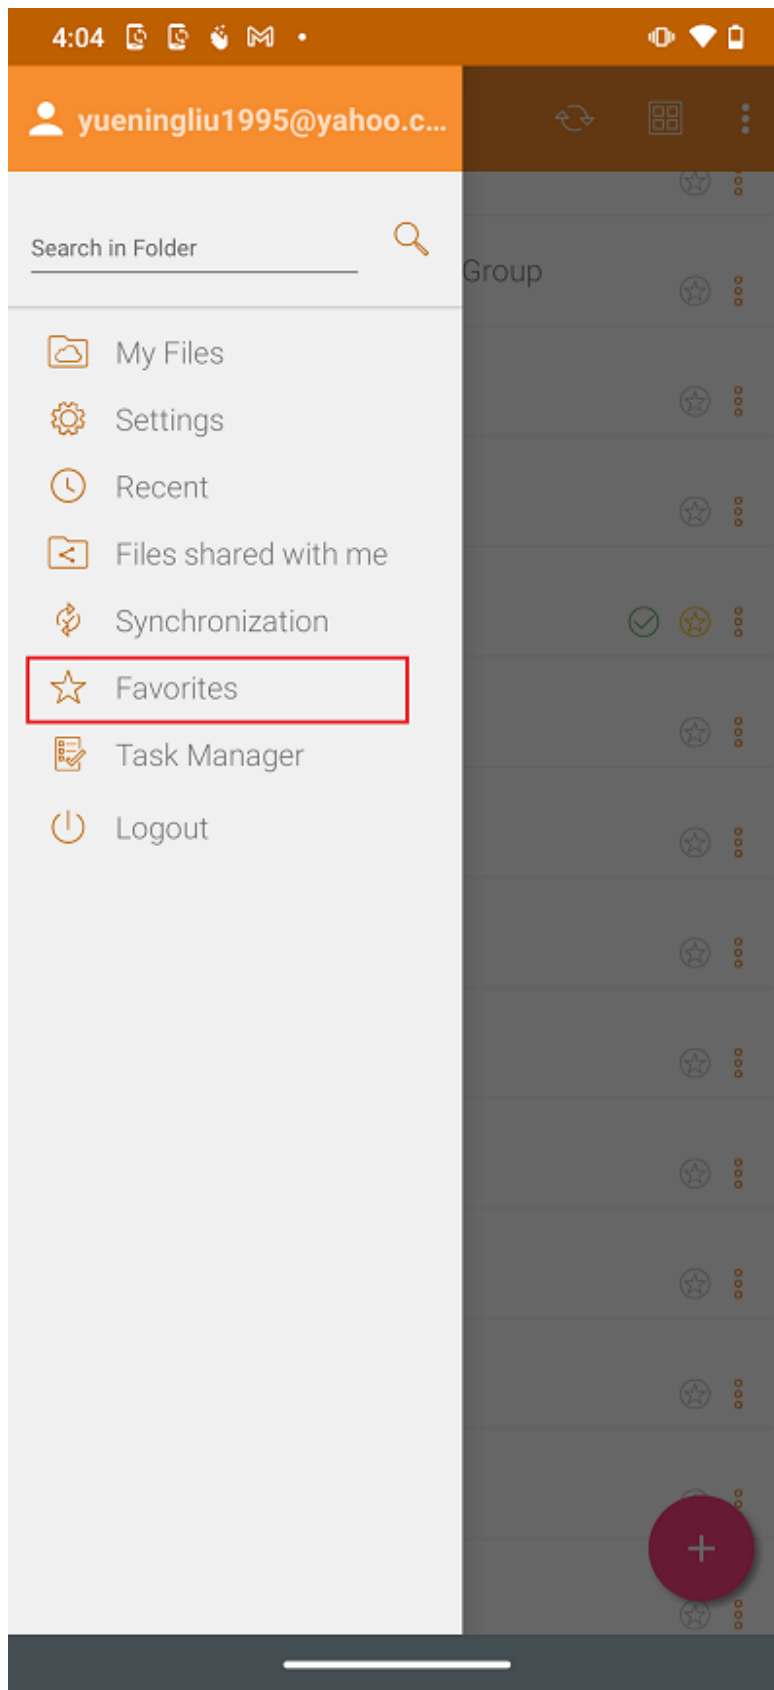 4:04
yueningliu1995@yahoo.c...
Search in Folder
Group
My Files
Settings
Recent
Files shared with me
Synchronization
Favorites
Task Manager
Logout